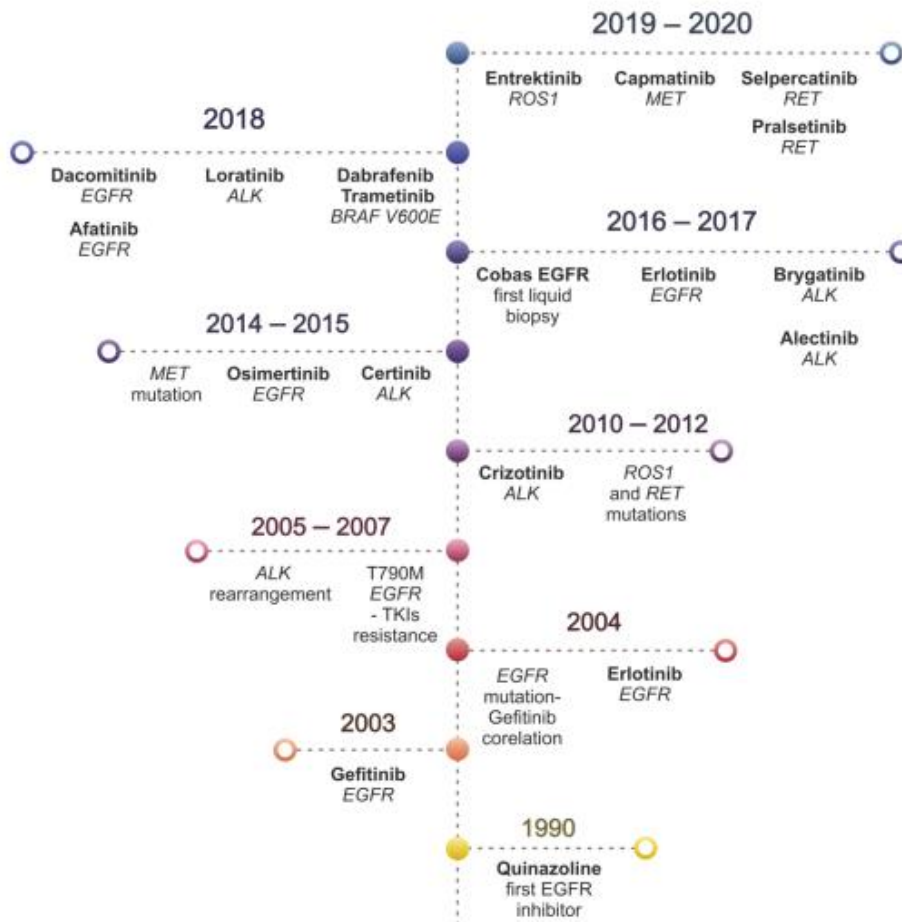 2019 – 2020
Entrektinib
ROS1
Capmatinib
MET
Selpercatinib
RET
Pralsetinib
RET
2018
Dacomitinib
EGFR
Afatinib
EGFR
Loratinib
ALK
Dabrafenib
Trametinib
BRAF V600E
2016 – 2017
Cobas EGFR
first liquid
biopsy
Erlotinib
EGFR
Brygatinib
ALK
Alectinib
ALK
2014 – 2015
MET
mutation
Osimertinib
EGFR
Certinib
ALK
2010 – 2012
Crizotinib
ALK
ROS1
and RET
mutations
2005 – 2007
ALK
rearrangement
T790M
EGFR
- TKIs
resistance
2004
EGFR
mutation-
Gefitinib
corelation
Erlotinib
EGFR
2003
Gefitinib
EGFR
1990
Quinazoline
first EGFR
inhibitor